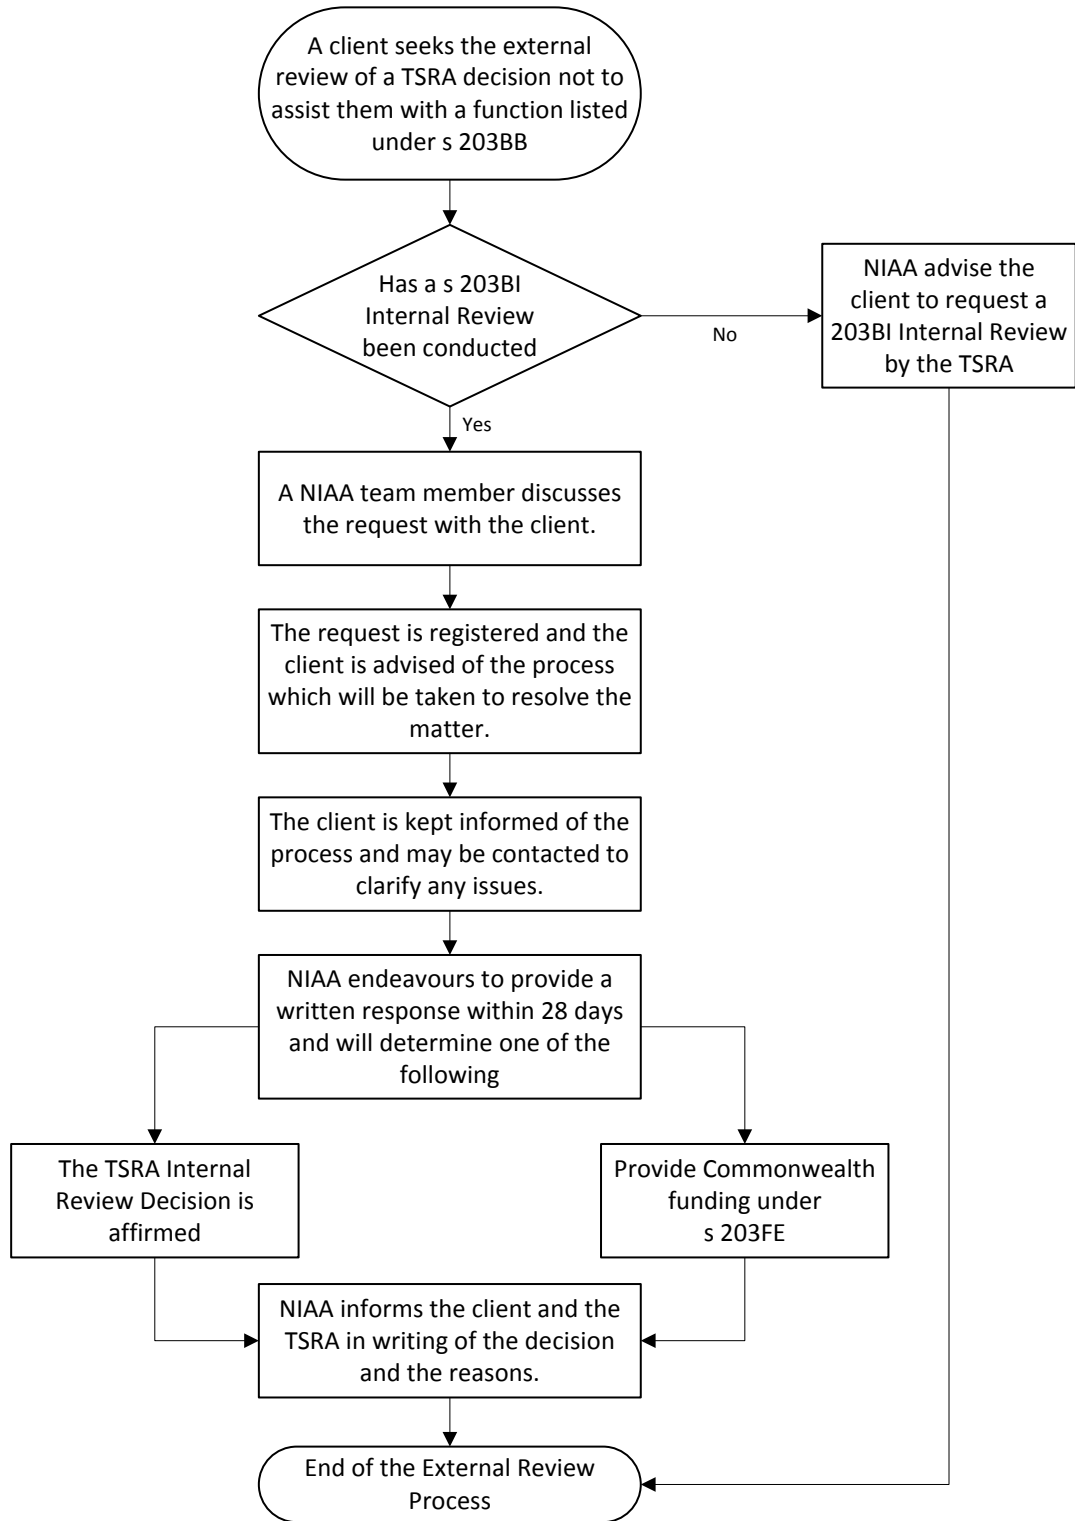 A client seeks the external
review of a TSRA decision not to
assist them with a function listed
under s 203BB
Has a s 203BI
Internal Review
been conducted
No
NIAA advise the
client to request a
203BI Internal Review
by the TSRA
Yes
A NIAA team member discusses
the request with the client.
The request is registered and the
client is advised of the process
which will be taken to resolve the
matter.
The client is kept informed of the
process and may be contacted to
clarify any issues.
NIAA endeavours to provide a
written response within 28 days
and will determine one of the
following
The TSRA Internal
Review Decision is
affirmed
Provide Commonwealth
funding under
s 203FE
NIAA informs the client and the
TSRA in writing of the decision
and the reasons.
End of the External Review
Process